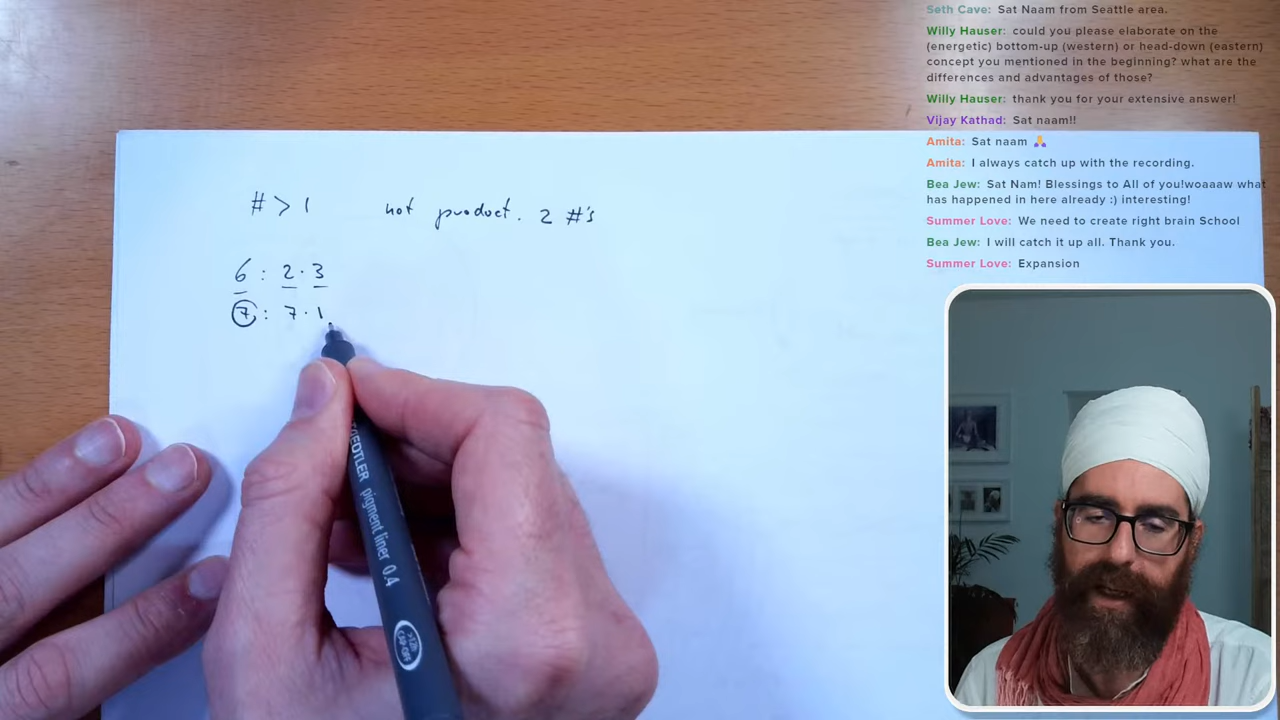 Seth Cave: Sat Naam from Seattle area.
Willy Hauser: could you please elaborate on the
(energetic) bottom-up (western) or head-down (eastern)
concept you mentioned in the beginning? what are the
differences and advantages of those?
Willy Hauser: thank you for your extensive answer!
Vijay Kathad: Sat naam!!
Amita: Sat naam 🙏
Amita: I always catch up with the recording.
Bea Jew: Sat Nam! Blessings to All of you!woaaaw what
has happened in here already :) interesting!
Summer Love: We need to create right brain School
Bea Jew: I will catch it up all. Thank you.
Summer Love: Expansion
# > 1 not product. 2 #'s
6 : 2 · 3
7 : 7 · 1
STAEDTLER pigment liner 0.4